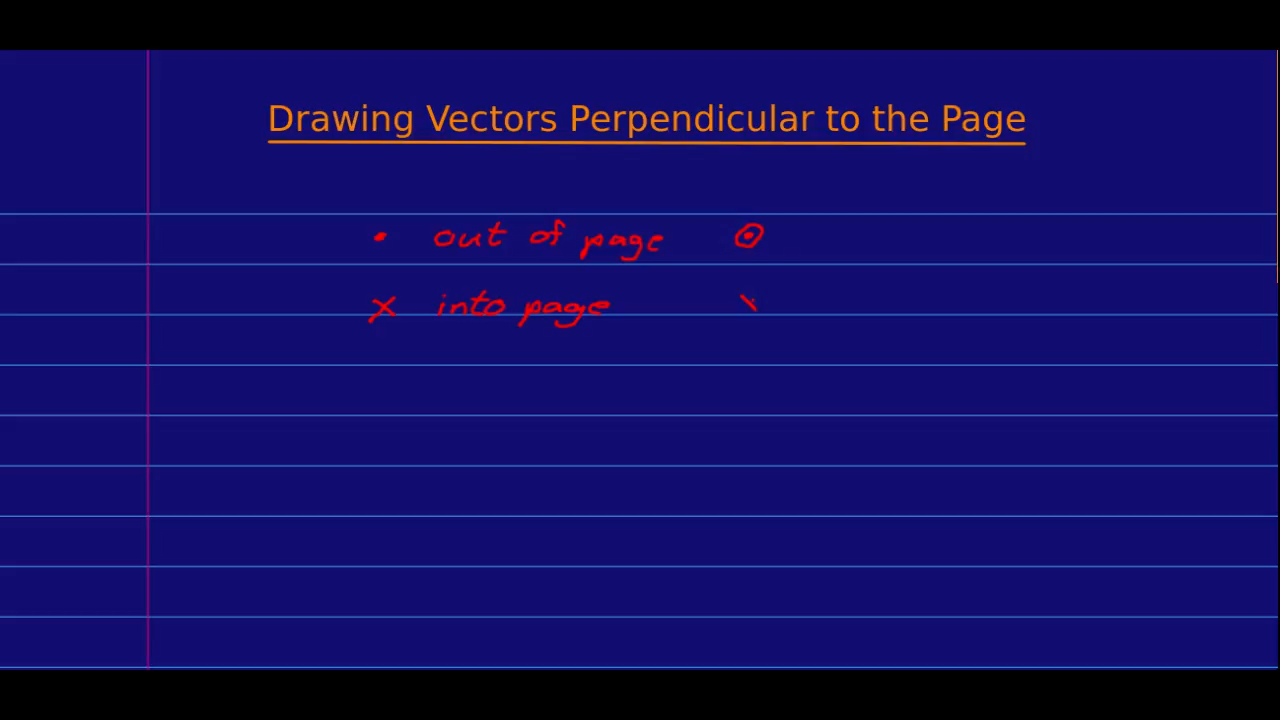 Drawing Vectors Perpendicular to the Page
• out of page ⊙
× into page